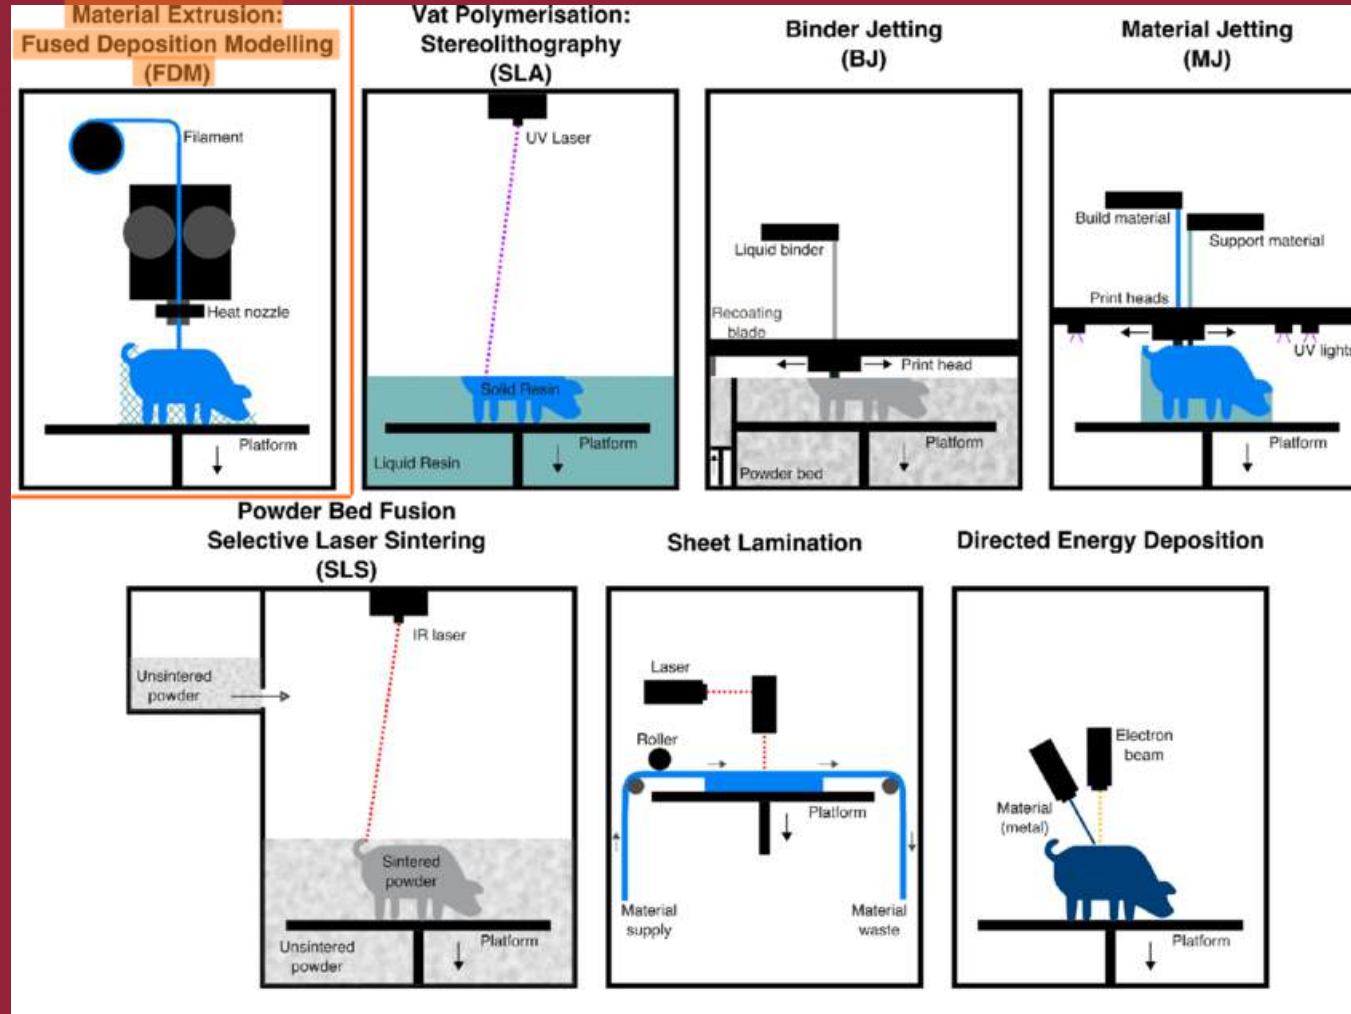 Material Extrusion:
Fused Deposition Modelling
(FDM)
Filament
Heat nozzle
Platform
Vat Polymerisation:
Stereolithography
(SLA)
UV Laser
Solid Resin
Platform
Liquid Resin
Binder Jetting
(BJ)
Liquid binder
Recoating
blade
Print head
Platform
Powder bed
Material Jetting
(MJ)
Build material
Support material
Print heads
UV lights
Platform
Powder Bed Fusion
Selective Laser Sintering
(SLS)
IR laser
Unsintered
powder
Sintered
powder
Platform
Unsintered
powder
Sheet Lamination
Laser
Roller
Platform
Material
supply
Material
waste
Directed Energy Deposition
Electron
beam
Material
(metal)
Platform